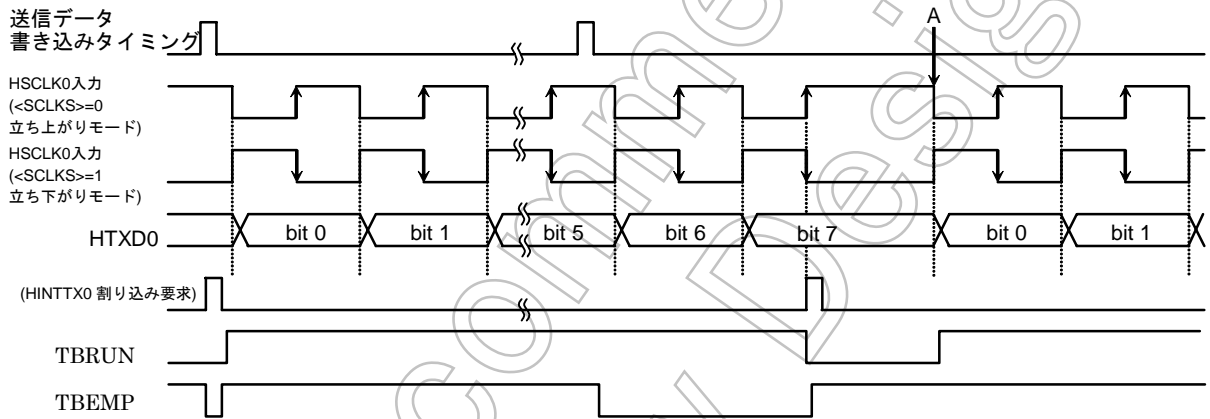 送信データ
書き込みタイミング
A
HSCLK0入力
(<SCLKS>=0
立ち上がりモード)
HSCLK0入力
(<SCLKS>=1
立ち下がりモード)
HTXD0 bit 0 bit 1 bit 5 bit 6 bit 7 bit 0 bit 1
(HINTTX0 割り込み要求)
TBRUN
TBEMP